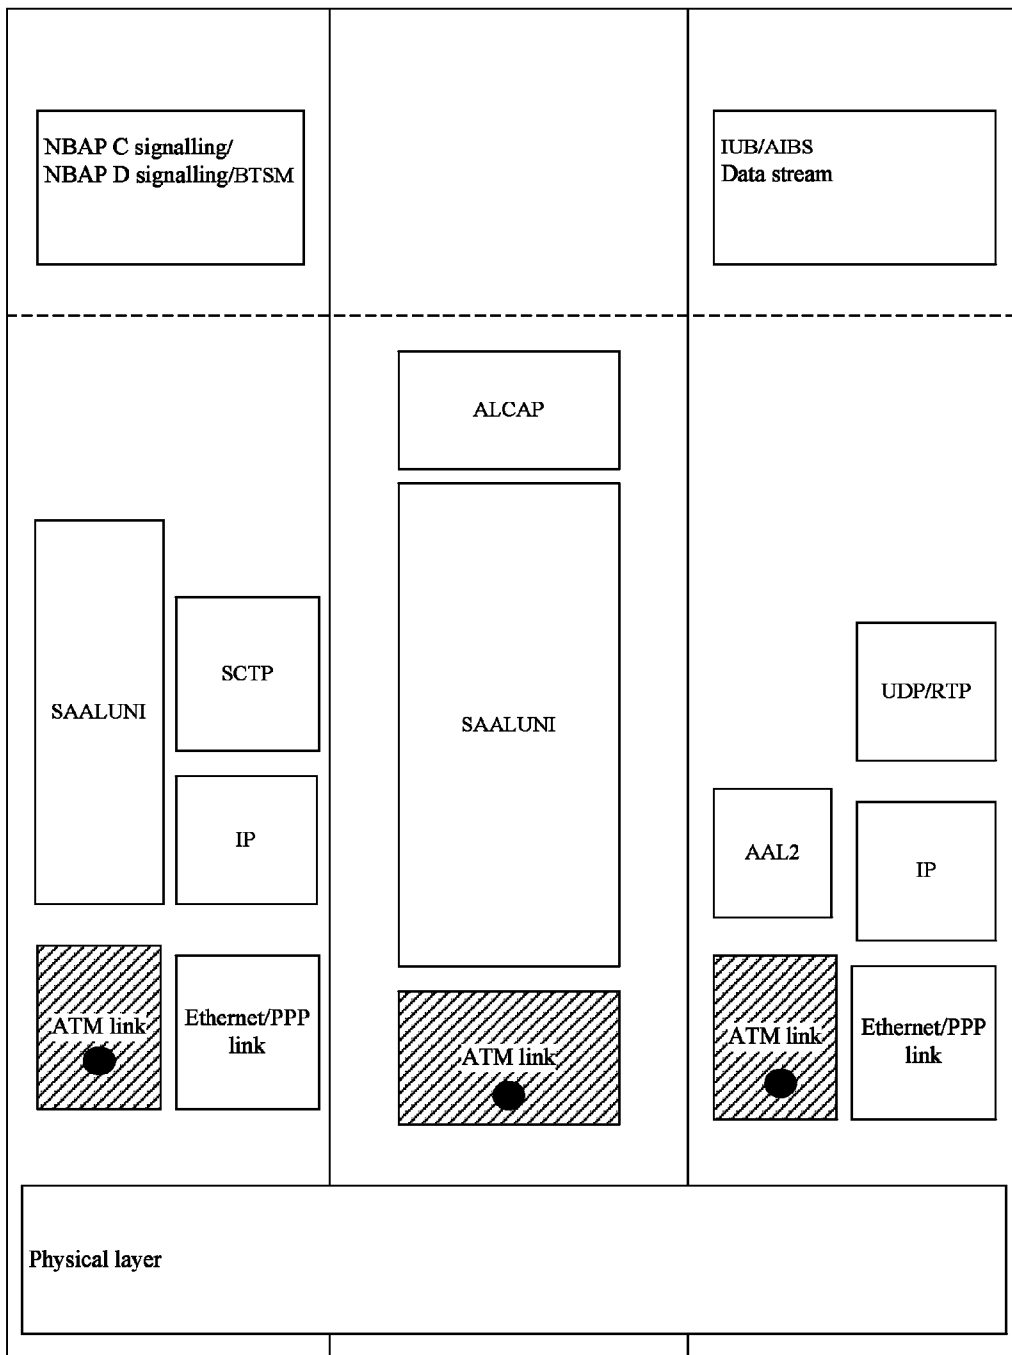 NBAP C signalling/
NBAP D signalling/BTSM
IUB/AIBS
Data stream
ALCAP
SAALUNI
SCTP
IP
SAALUNI
UDP/RTP
AAL2
IP
ATM link
Ethernet/PPP
link
ATM link
ATM link
Ethernet/PPP
link
Physical layer